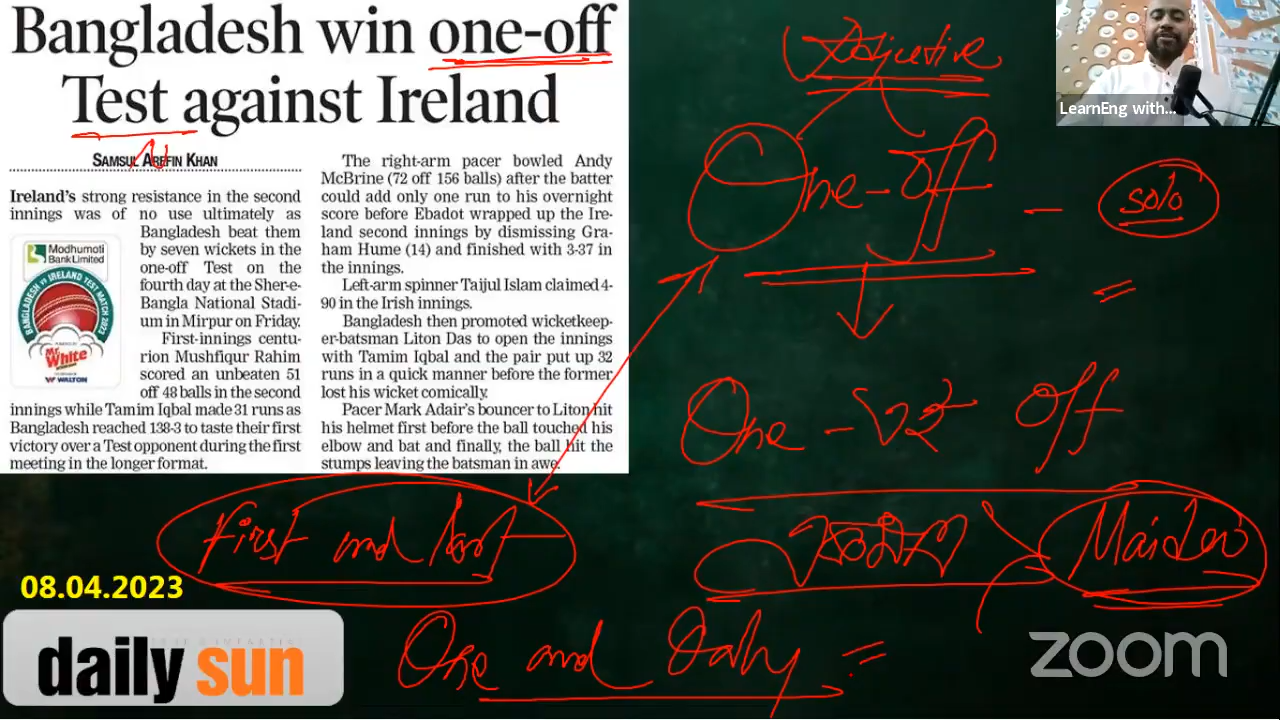 Bangladesh win one-off
Test against Ireland
N
SAMSUL AREFIN KHAN
Ireland's strong resistance in the second
innings was of no use ultimately as
Bangladesh beat them
by seven wickets in the
one-off Test on the
fourth day at the Sher-e-
Bangla National Stadi-
um in Mirpur on Friday.
First-innings centu-
rion Mushfiqur Rahim
scored an unbeaten 51
off 48 balls in the second
innings while Tamim Iqbal made 31 runs as
Bangladesh reached 138-3 to taste their first
victory over a Test opponent during the first
meeting in the longer format.
Modhumoti
Bank Limited
BANGLADESH VS IRELAND TEST MATCH 2023
Mr.
White
WALTON
The right-arm pacer bowled Andy
McBrine (72 off 156 balls) after the batter
could add only one run to his overnight
score before Ebadot wrapped up the Ire-
land second innings by dismissing Gra-
ham Hume (14) and finished with 3-37 in
the innings.
Left-arm spinner Taijul Islam claimed 4-
90 in the Irish innings.
Bangladesh then promoted wicketkeep-
er-batsman Liton Das to open the innings
with Tamim Iqbal and the pair put up 32
runs in a quick manner before the former
lost his wicket comically.
Pacer Mark Adair's bouncer to Liton hit
his helmet first before the ball touched his
elbow and bat and finally, the ball hit the
stumps leaving the batsman in awe.
Adjective
One-off – solo
=
One – off
First and last
Maiden
One and Only =
08.04.2023
daily sun
LearnEng with...
zoom